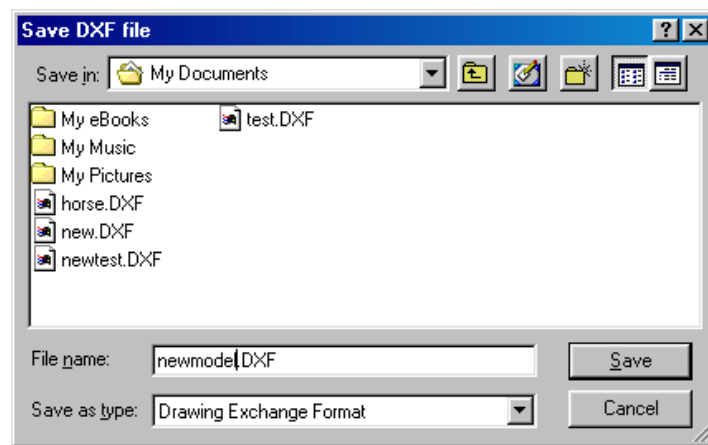 Save DXF file
Save in: My Documents
My eBooks
My Music
My Pictures
horse.DXF
new.DXF
newtest.DXF
test.DXF
File name: newmodel.DXF
Save
Save as type: Drawing Exchange Format
Cancel